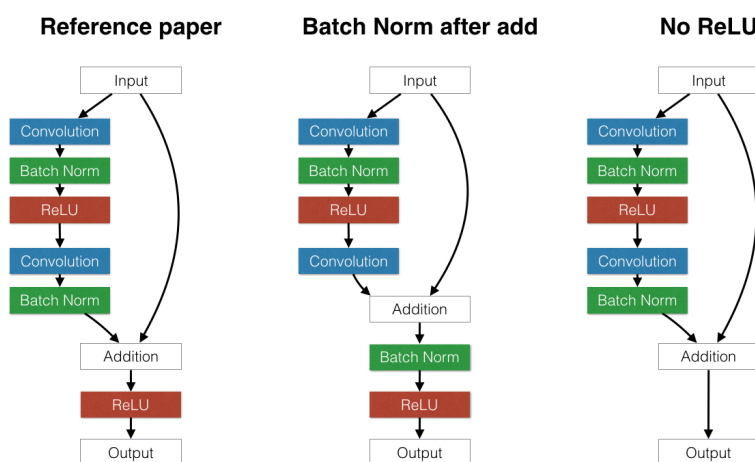 Reference paper
Input
Convolution
Batch Norm
ReLU
Convolution
Batch Norm
Addition
ReLU
Output
Batch Norm after add
Input
Convolution
Batch Norm
ReLU
Convolution
Addition
Batch Norm
ReLU
Output
No ReLU
Input
Convolution
Batch Norm
ReLU
Convolution
Batch Norm
Addition
Output